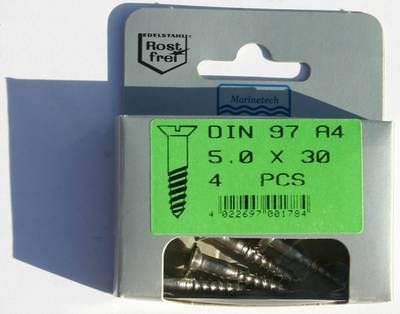 EDELSTAHL
Rost
frei
Marinetech
DIN 97 A4
5.0 X 30
4 PCS
4 022697 001784